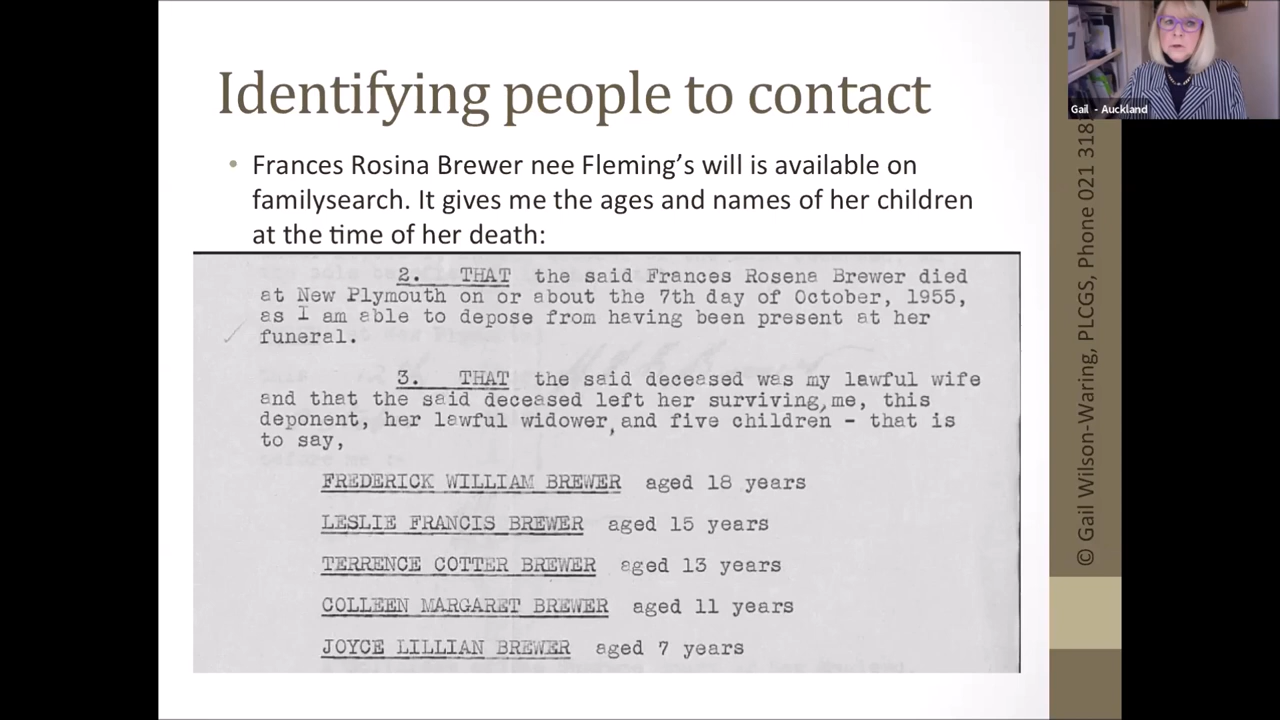 Identifying people to contact
• Frances Rosina Brewer nee Fleming's will is available on
familysearch. It gives me the ages and names of her children
at the time of her death:
2. THAT the said Frances Rosena Brewer died
at New Plymouth on or about the 7th day of October, 1955,
as I am able to depose from having been present at her
funeral.
3. THAT the said deceased was my lawful wife
and that the said deceased left her surviving, me, this
deponent, her lawful widower, and five children - that is
to say,
FREDERICK WILLIAM BREWER aged 18 years
LESLIE FRANCIS BREWER aged 15 years
TERRENCE COTTER BREWER aged 13 years
COLLEEN MARGARET BREWER aged 11 years
JOYCE LILLIAN BREWER aged 7 years
© Gail Wilson-Waring, PLCGS, Phone 021 318
Gail - Auckland